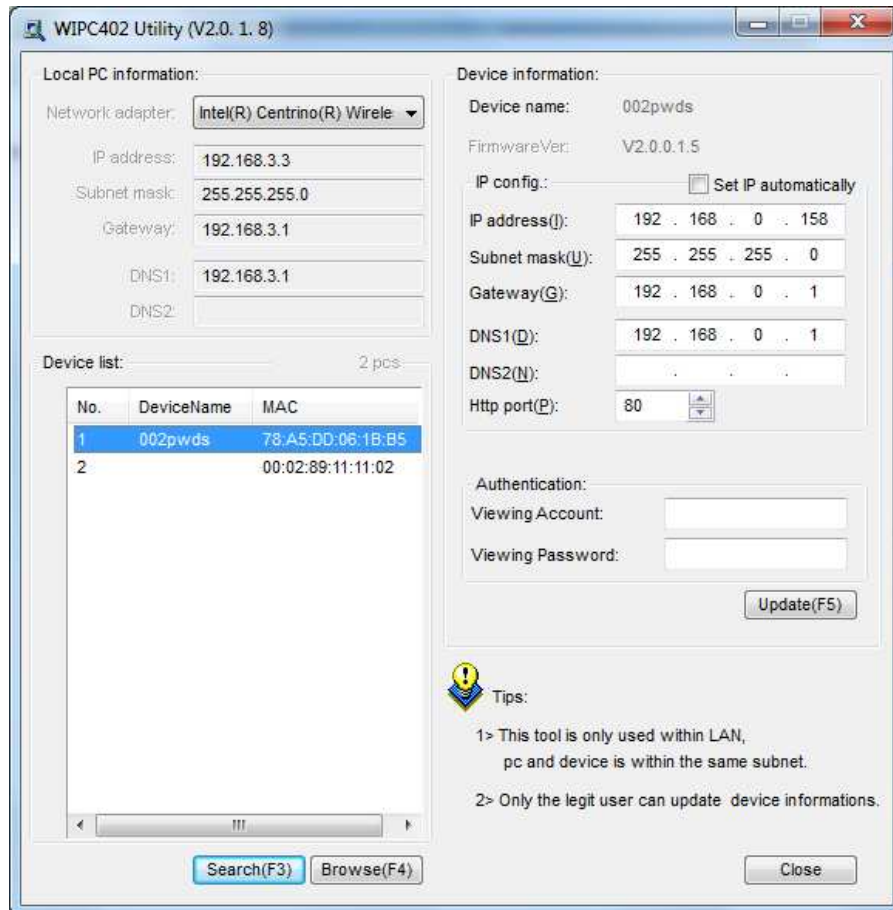 WIPC402 Utility (V2.0. 1. 8)
Local PC information:
Network adapter: Intel(R) Centrino(R) Wirele
IP address: 192.168.3.3
Subnet mask: 255.255.255.0
Gateway: 192.168.3.1
DNS1: 192.168.3.1
DNS2:
Device list: 2 pcs
No. DeviceName MAC
1 002pwds 78:A5:DD:06:1B:B5
2 00:02:89:11:11:02
Search(F3) Browse(F4)
Device information:
Device name: 002pwds
FirmwareVer: V2.0.0.1.5
IP config.: Set IP automatically
IP address(I): 192 . 168 . 0 . 158
Subnet mask(U): 255 . 255 . 255 . 0
Gateway(G): 192 . 168 . 0 . 1
DNS1(D): 192 . 168 . 0 . 1
DNS2(N): . . .
Http port(P): 80
Authentication:
Viewing Account:
Viewing Password:
Update(F5)
Tips:
1> This tool is only used within LAN,
pc and device is within the same subnet.
2> Only the legit user can update device informations.
Close